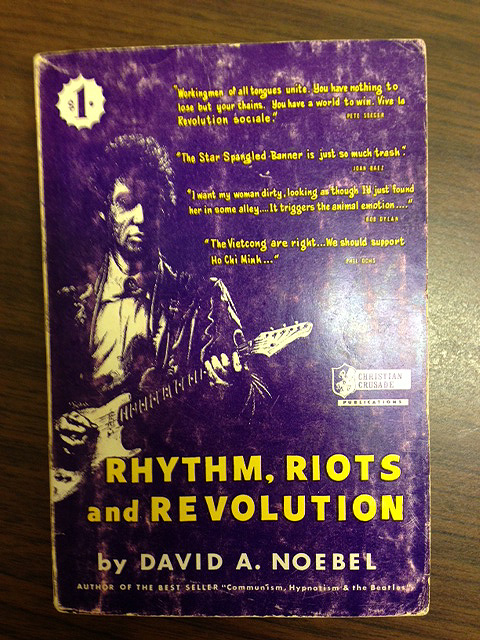 $1.
"Workingmen of all tongues unite. You have nothing to
lose but your chains. You have a world to win. Vive la
Revolution Sociale."
PETE SEEGER
"The Star Spangled Banner is just so much trash".
JOAN BAEZ
"I want my woman dirty, looking as though I'd just found
her in some alley....It triggers the animal emotion...."
BOB DYLAN
"The Vietcong are right...We should support
Ho Chi Mink..."
PHIL OCHS
CHRISTIAN
CRUSADE
PUBLICATIONS
RHYTHM, RIOTS
and REVOLUTION
by DAVID A. NOEBEL
AUTHOR OF THE BEST SELLER "Communism, Hypnotism & the Beatles"